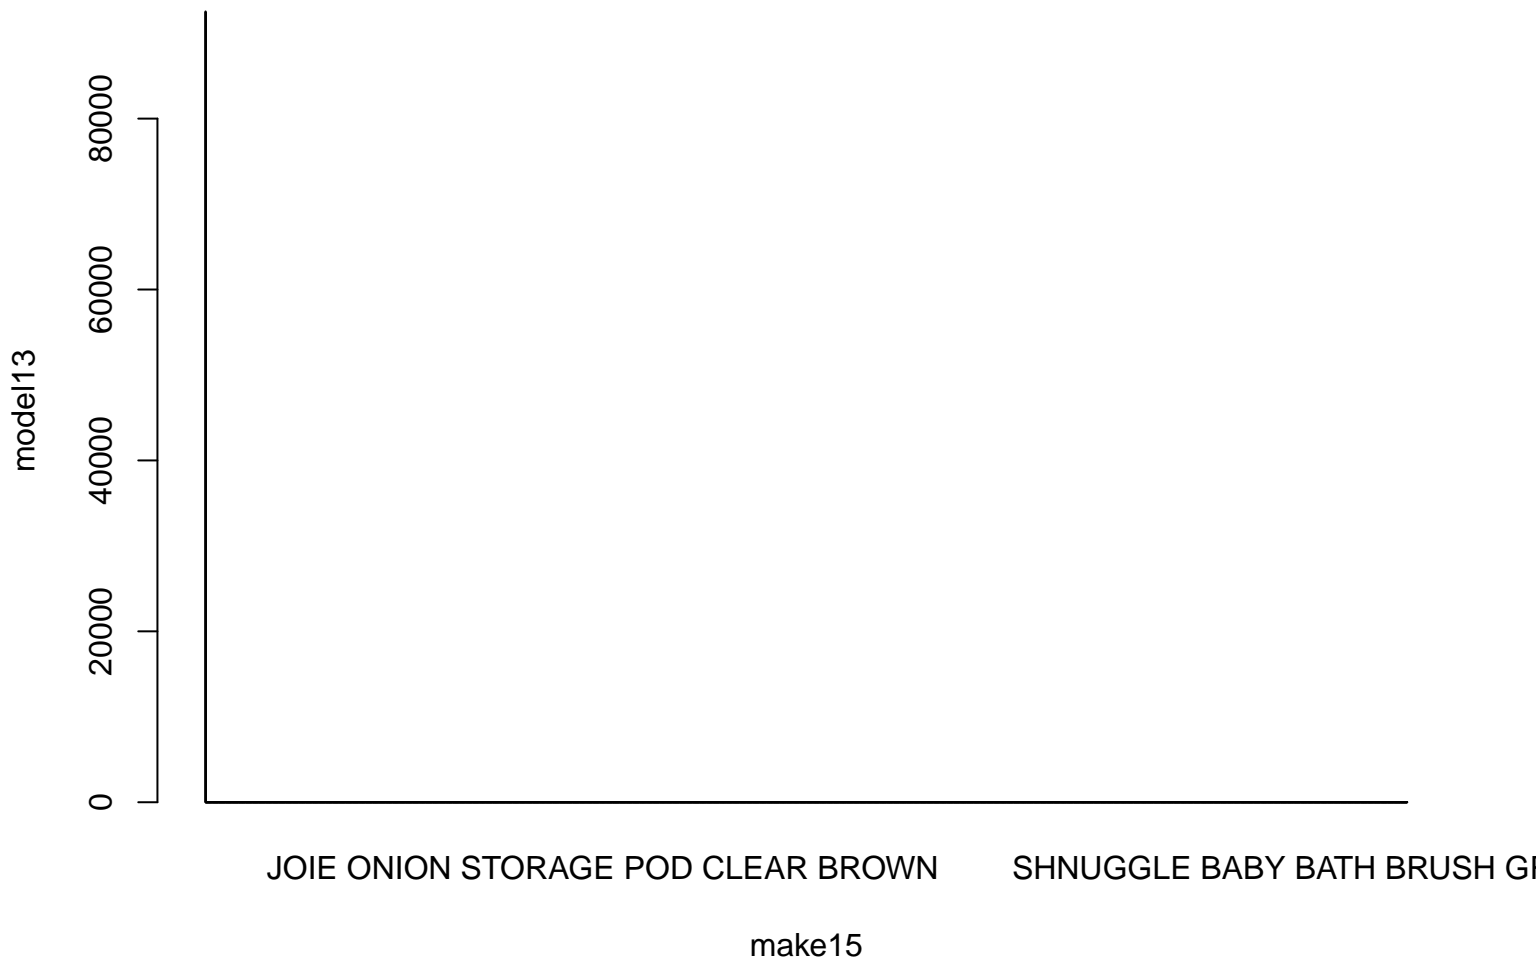 80000
60000
40000
20000
0
model13
JOIE ONION STORAGE POD CLEAR BROWN
SHNUGGLE BABY BATH BRUSH
make15